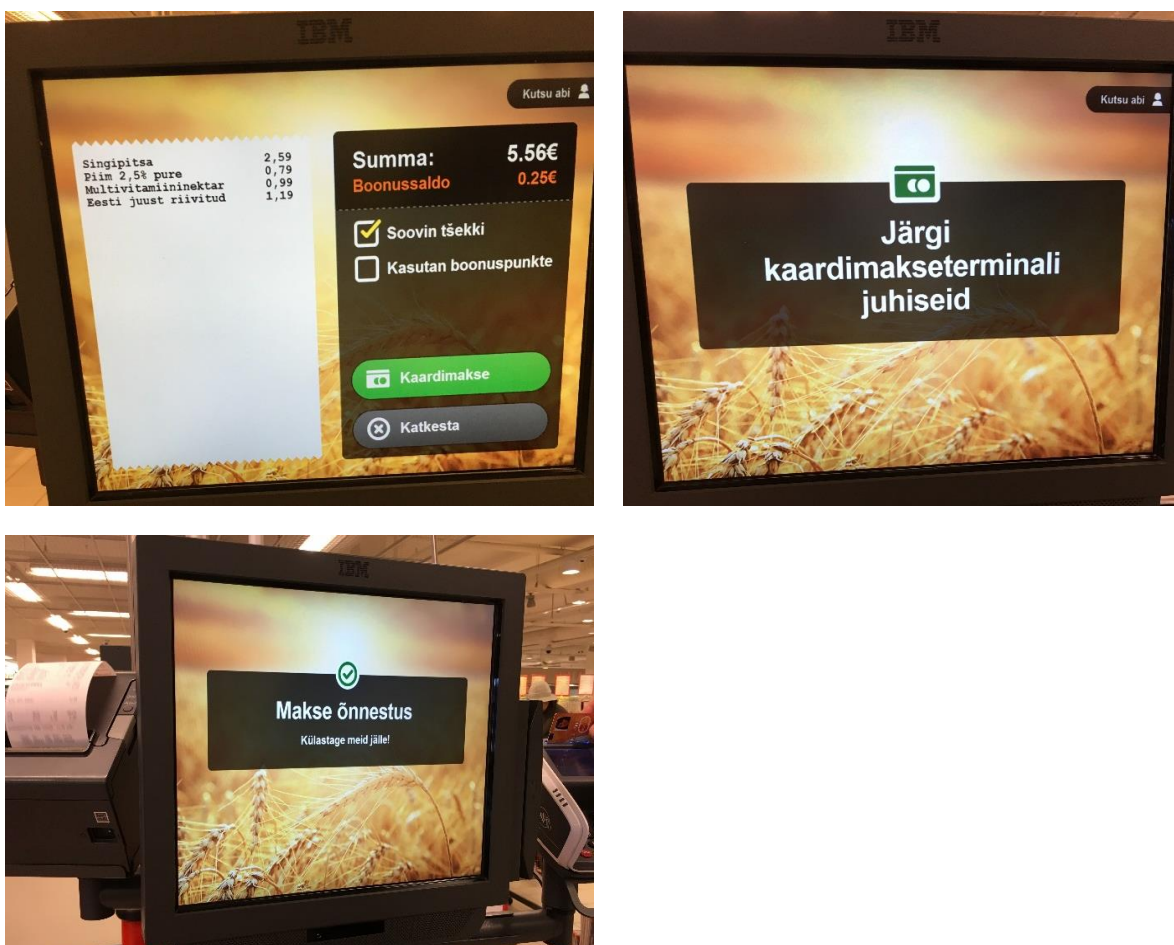 IBM
Kutsu abi
Singipitsa 2,59
Piim 2,5% pure 0,79
Multivitamiininektar 0,99
Eesti juust riivitud 1,19
Summa: 5.56€
Boonussaldo 0.25€
Soovin tšekki
Kasutan boonuspunkte
Kaardimakse
Katkesta
IBM
Kutsu abi
Järgi
kaardimakseterminali
juhiseid
IBM
Makse õnnestus
Külastage meid jälle!